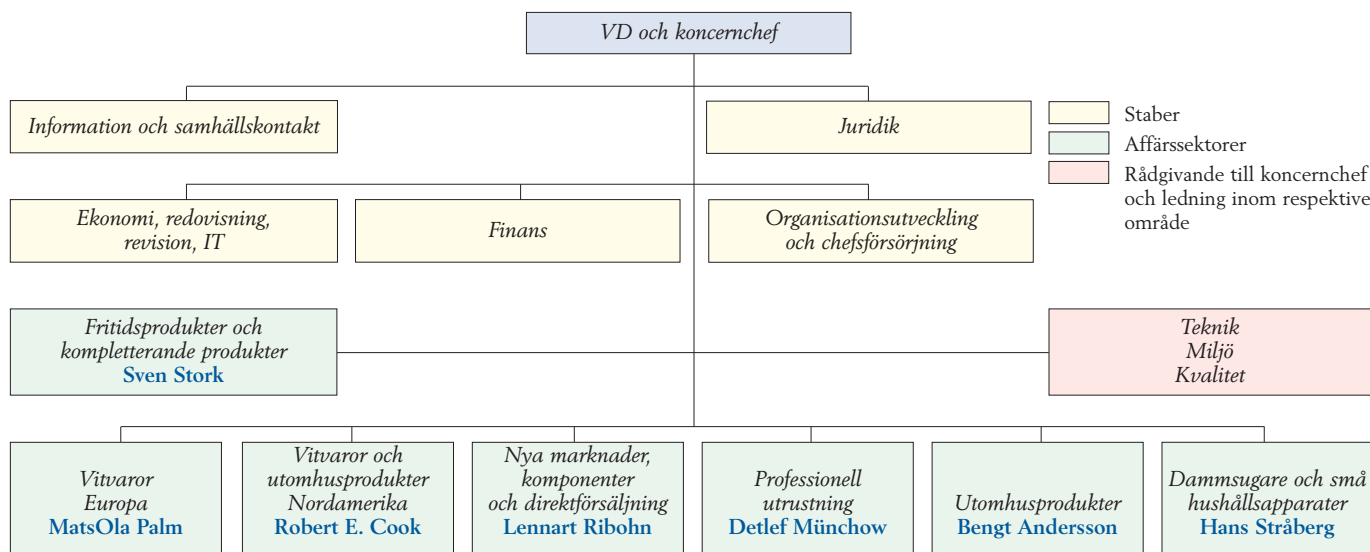 VD och koncernchef
Information och samhällskontakt
Juridik
Staber
Affärssektorer
Rådgivande till koncernchef
och ledning inom respektive
område
Ekonomi, redovisning,
revision, IT
Finans
Organisationsutveckling
och chefsförsörjning
Fritidsprodukter och
kompletterande produkter
Sven Stork
Teknik
Miljö
Kvalitet
Vitvaror
Europa
MatsOla Palm
Vitvaror och
utomhusprodukter
Nordamerika
Robert E. Cook
Nya marknader,
komponenter
och direktförsäljning
Lennart Ribohn
Professionell
utrustning
Detlef Münchow
Utomhusprodukter
Bengt Andersson
Dammsugare och små
hushållsapparater
Hans Stråberg